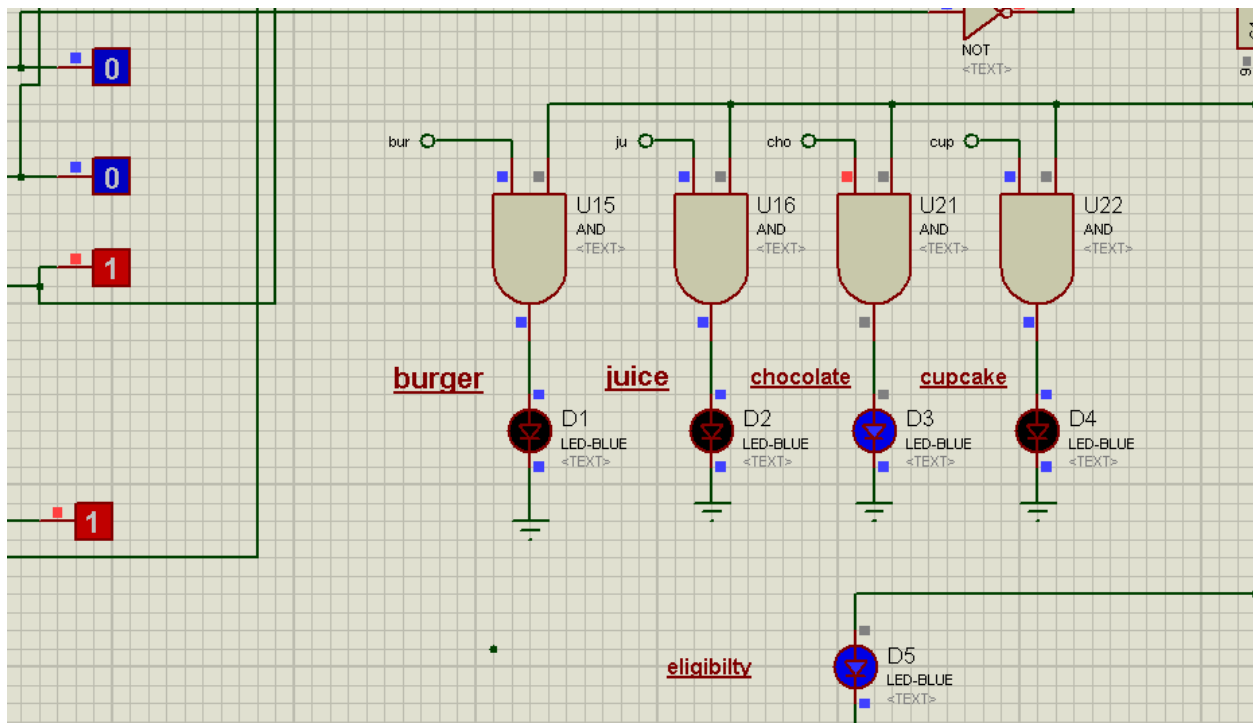 0
NOT
<TEXT>
9
bur
ju
cho
cup
0
U15
AND
<TEXT>
U16
AND
<TEXT>
U21
AND
<TEXT>
U22
AND
<TEXT>
1
burger
juice
chocolate
cupcake
D1
LED-BLUE
<TEXT>
D2
LED-BLUE
<TEXT>
D3
LED-BLUE
<TEXT>
D4
LED-BLUE
<TEXT>
1
eligibilty
D5
LED-BLUE
<TEXT>